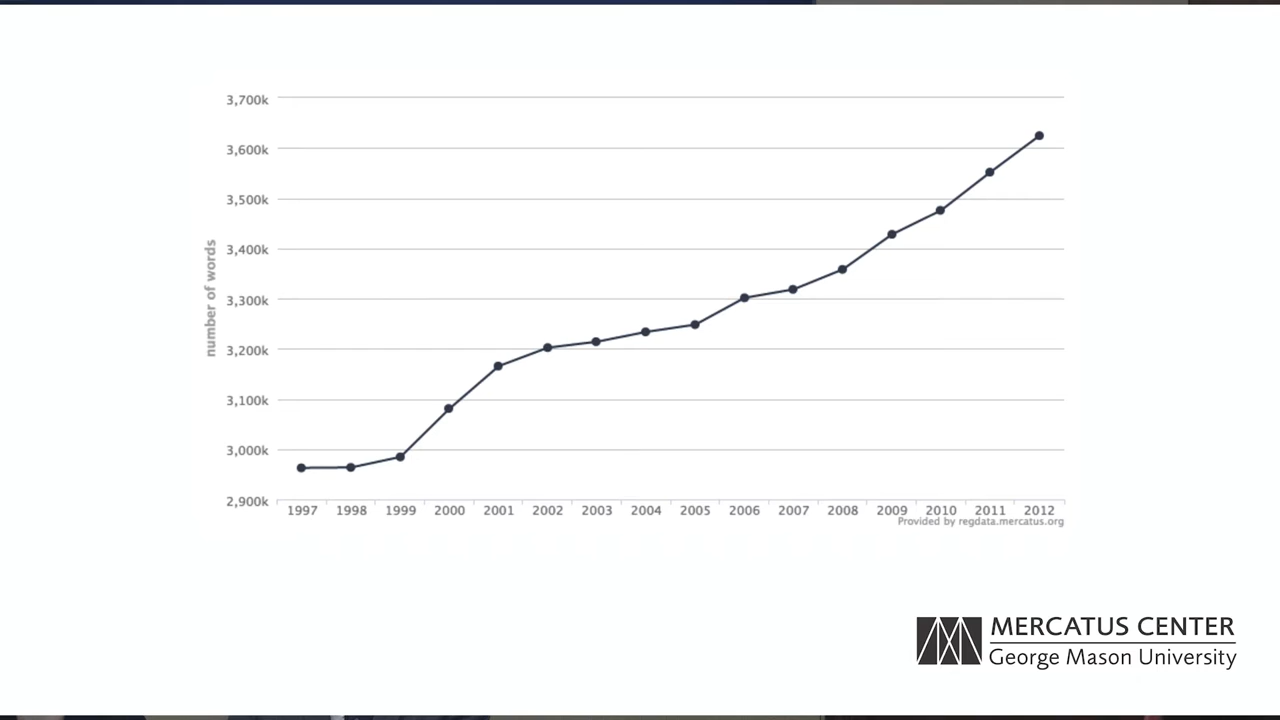 3,700k
3,600k
3,500k
3,400k
3,300k
3,200k
3,100k
3,000k
2,900k
number of words
1997 1998 1999 2000 2001 2002 2003 2004 2005 2006 2007 2008 2009 2010 2011 2012
Provided by regdata.mercatus.org
MERCATUS CENTER
George Mason University